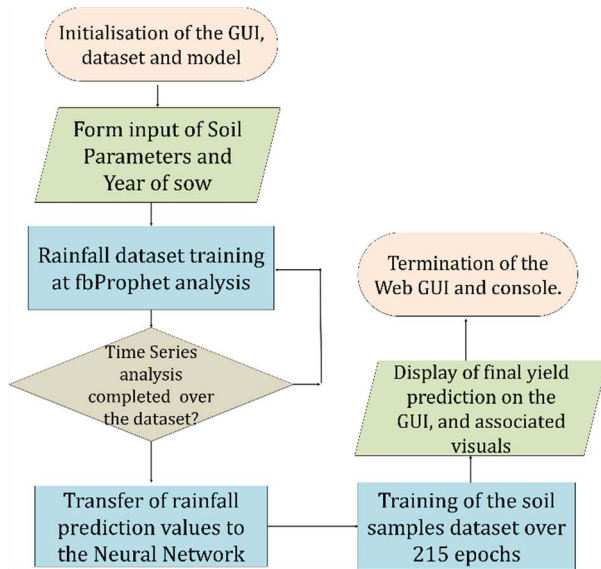 Initialisation of the GUI,
dataset and model
Form input of Soil
Parameters and
Year of sow
Rainfall dataset training
at fbProphet analysis
Time Series
analysis
completed over
the dataset?
Transfer of rainfall
prediction values to
the Neural Network
Training of the soil
samples dataset over
215 epochs
Display of final yield
prediction on the
GUI, and associated
visuals
Termination of the
Web GUI and console.